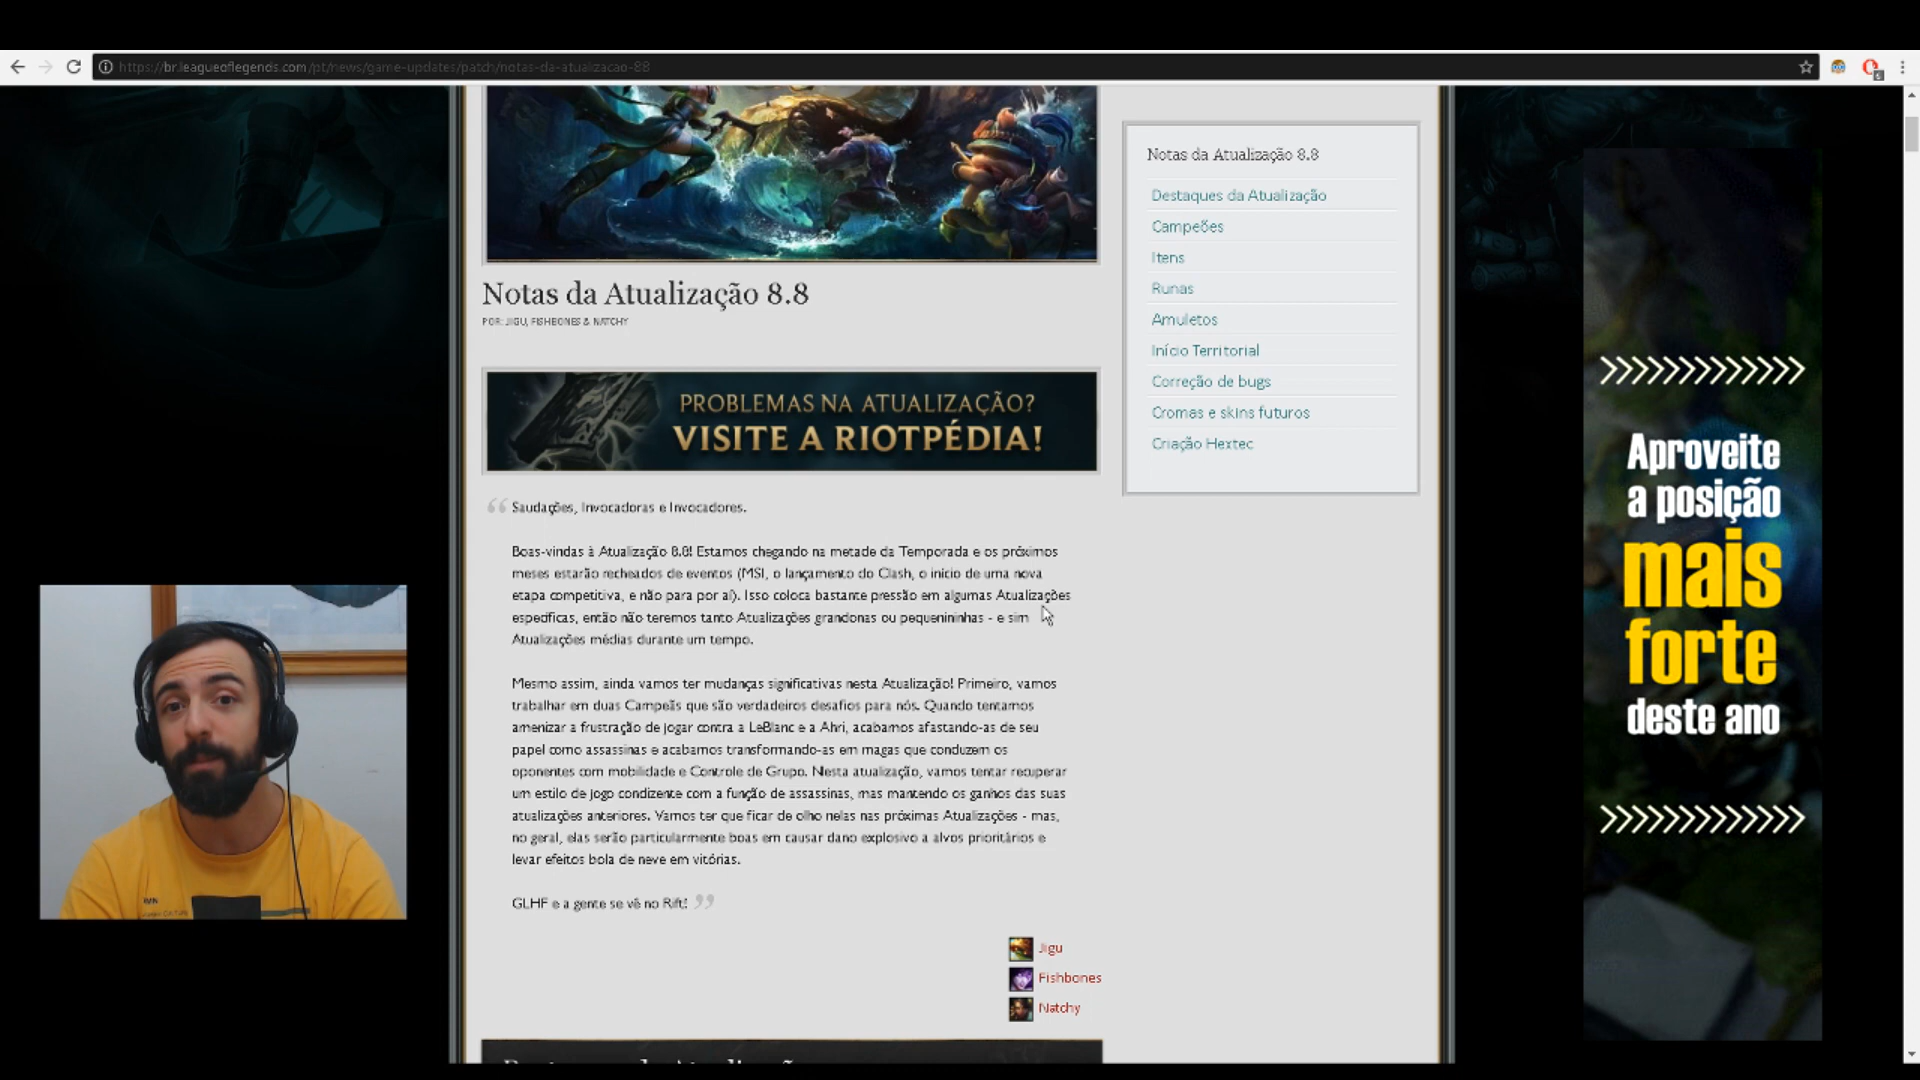 https://br.leagueoflegends.com/pt/news/game-updates/patch/notas-da-atualizacao-88
Notas da Atualização 8.8
POR: JIGU, FISHBONES & NATCHY
PROBLEMAS NA ATUALIZAÇÃO?
VISITE A RIOTPÉDIA!
“ Saudações, Invocadoras e Invocadores.
Boas-vindas à Atualização 8.8! Estamos chegando na metade da Temporada e os próximos
meses estarão recheados de eventos (MSI, o lançamento do Clash, o início de uma nova
etapa competitiva, e não para por aí). Isso coloca bastante pressão em algumas Atualizações
específicas, então não teremos tanto Atualizações grandonas ou pequenininhas - e sim
Atualizações médias durante um tempo.
Mesmo assim, ainda vamos ter mudanças significativas nesta Atualização! Primeiro, vamos
trabalhar em duas Campeãs que são verdadeiros desafios para nós. Quando tentamos
amenizar a frustração de jogar contra a LeBlanc e a Ahri, acabamos afastando-as de seu
papel como assassinas e acabamos transformando-as em magas que conduzem os
oponentes com mobilidade e Controle de Grupo. Nesta atualização, vamos tentar recuperar
um estilo de jogo condizente com a função de assassinas, mas mantendo os ganhos das suas
atualizações anteriores. Vamos ter que ficar de olho nelas nas próximas Atualizações - mas,
no geral, elas serão particularmente boas em causar dano explosivo a alvos prioritários e
levar efeitos bola de neve em vitórias.
GLHF e a gente se vê no Rift! ”
Jigu
Fishbones
Natchy
Notas da Atualização 8.8
Destaques da Atualização
Campeões
Itens
Runas
Amuletos
Início Territorial
Correção de bugs
Cromas e skins futuros
Criação Hextec
Aproveite
a posição
mais
forte
deste ano